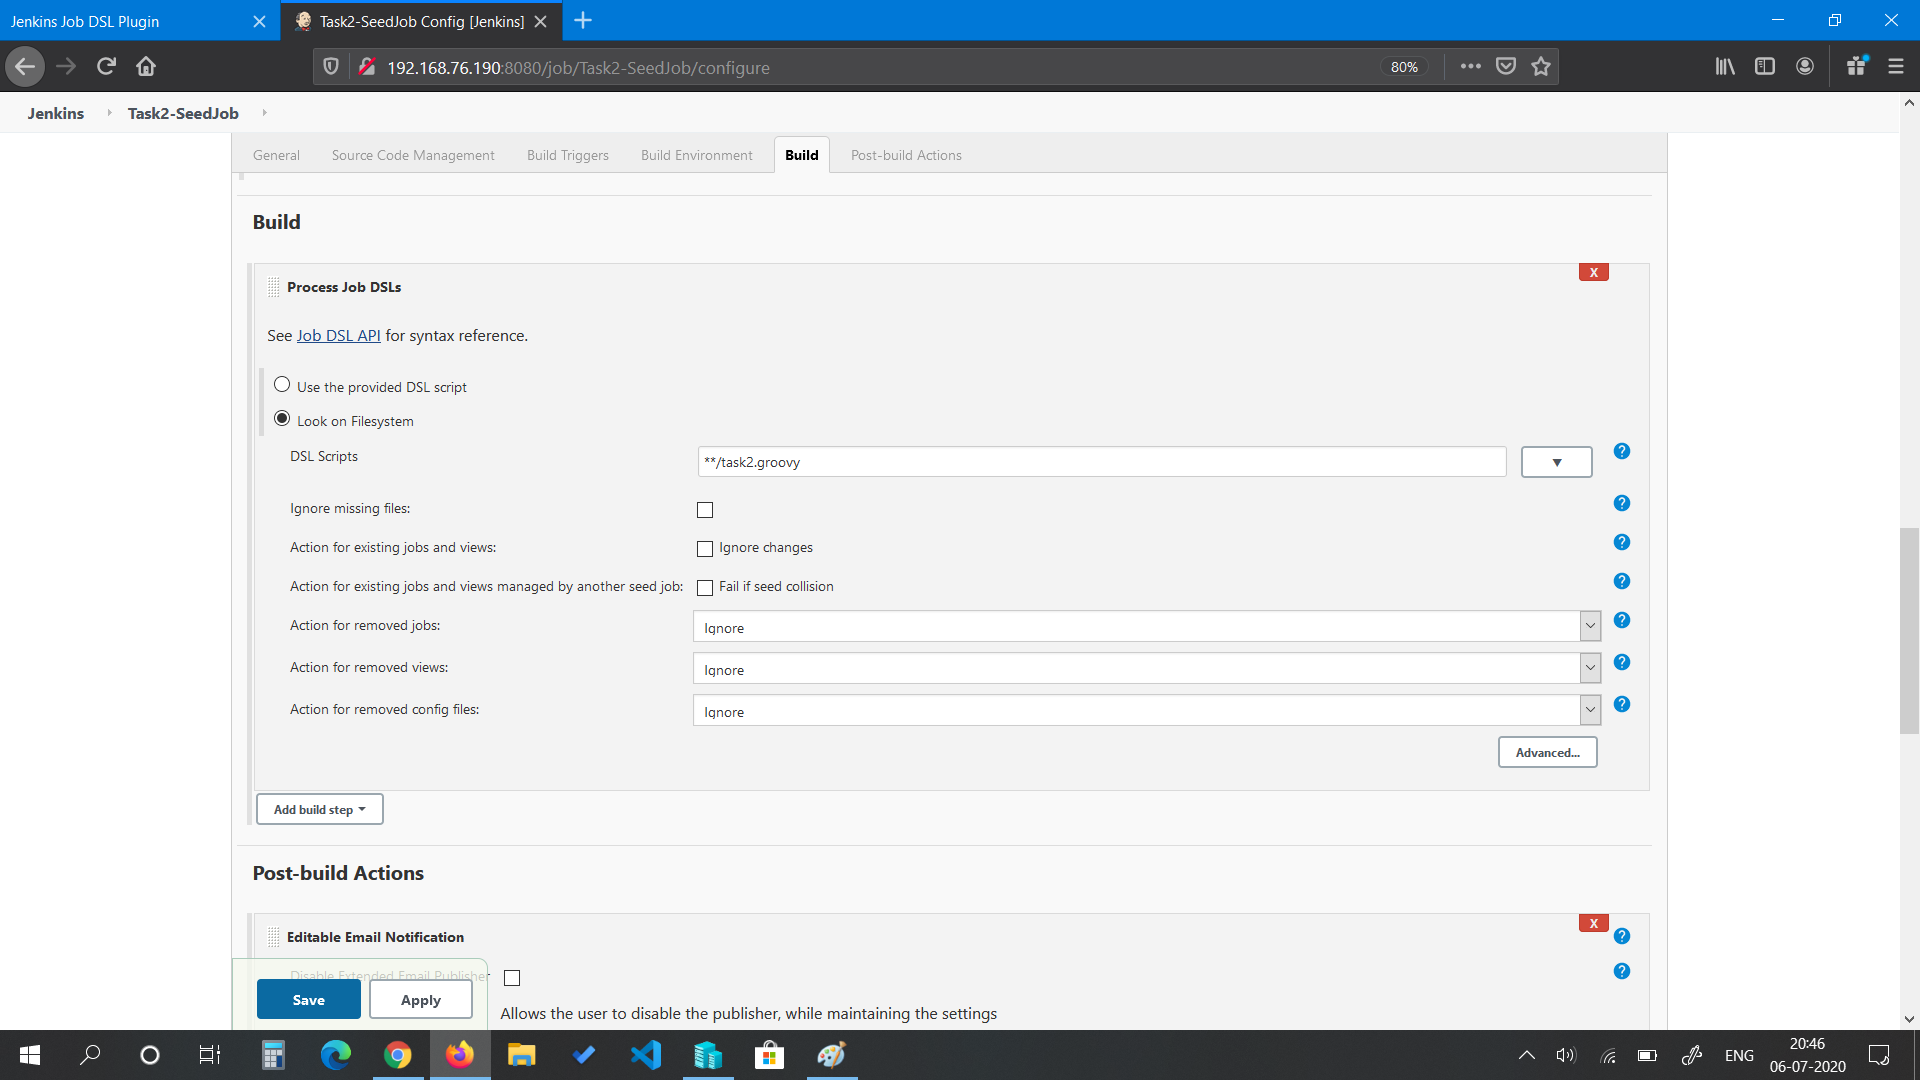 Jenkins Job DSL Plugin
Task2-SeedJob Config [Jenkins]
192.168.76.190:8080/job/Task2-SeedJob/configure
80%
Jenkins
Task2-SeedJob
General
Source Code Management
Build Triggers
Build Environment
Build
Post-build Actions
Build
X
Process Job DSLs
See Job DSL API for syntax reference.
Use the provided DSL script
Look on Filesystem
DSL Scripts
**/task2.groovy
Ignore missing files:
Action for existing jobs and views:
Ignore changes
Action for existing jobs and views managed by another seed job:
Fail if seed collision
Action for removed jobs:
Ignore
Action for removed views:
Ignore
Action for removed config files:
Ignore
Advanced...
Add build step
Post-build Actions
X
Editable Email Notification
Disable Extended Email Publisher
Save
Apply
Allows the user to disable the publisher, while maintaining the settings
ENG
20:46
06-07-2020